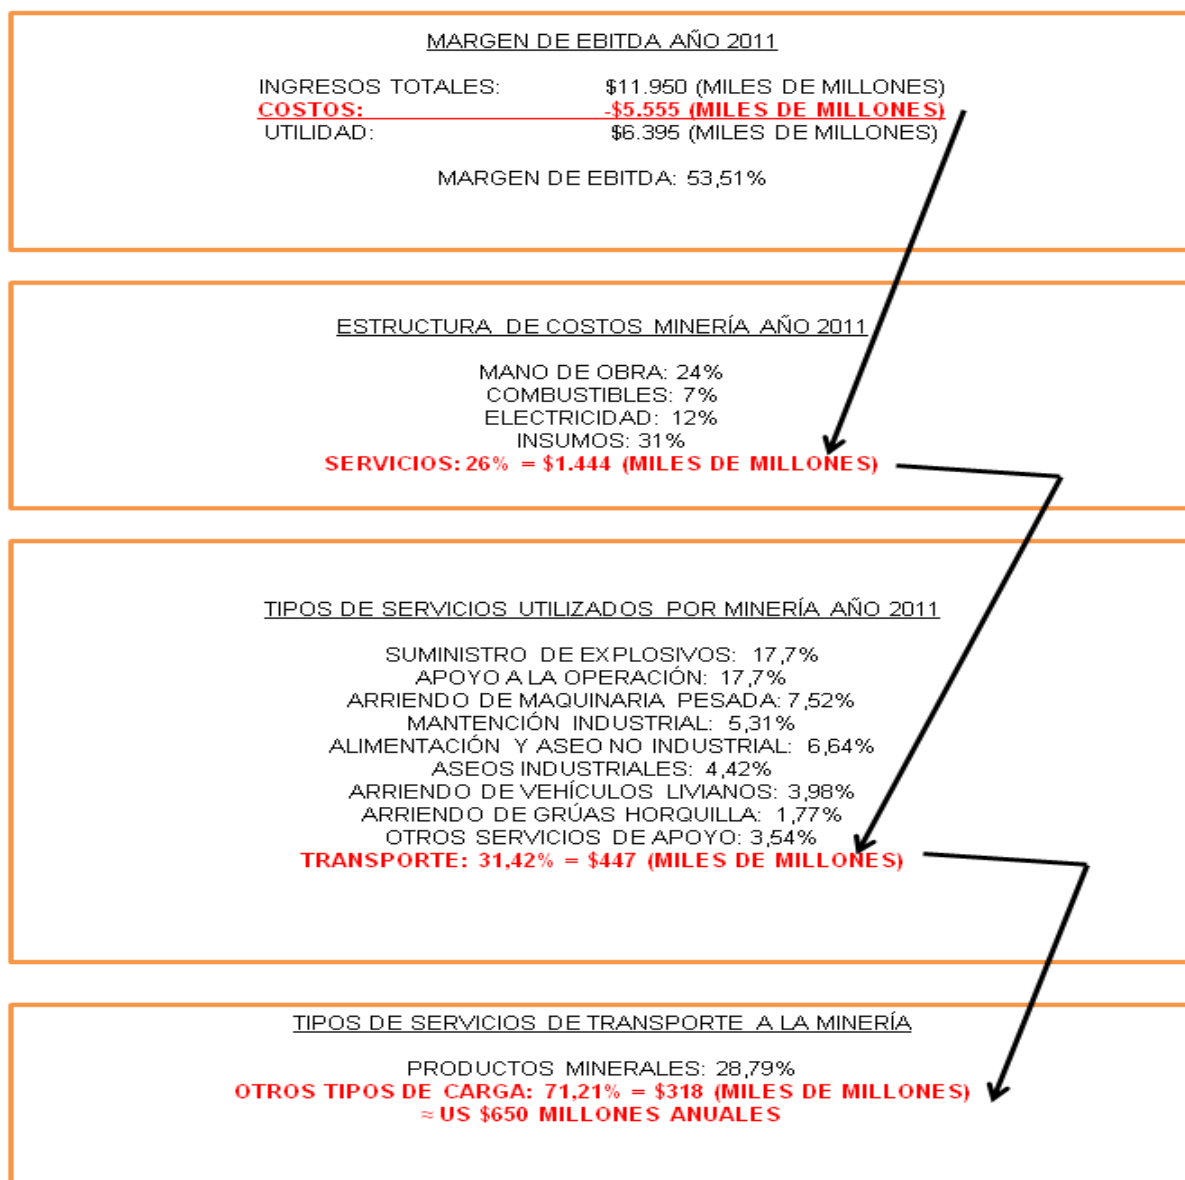 MARGEN DE EBITDA AÑO 2011
INGRESOS TOTALES: $11.950 (MILES DE MILLONES)
COSTOS: -$5.555 (MILES DE MILLONES)
UTILIDAD: $6.395 (MILES DE MILLONES)
MARGEN DE EBITDA: 53,51%
ESTRUCTURA DE COSTOS MINERÍA AÑO 2011
MANO DE OBRA: 24%
COMBUSTIBLES: 7%
ELECTRICIDAD: 12%
INSUMOS: 31%
SERVICIOS: 26% = $1.444 (MILES DE MILLONES)
TIPOS DE SERVICIOS UTILIZADOS POR MINERÍA AÑO 2011
SUMINISTRO DE EXPLOSIVOS: 17,7%
APOYO A LA OPERACIÓN: 17,7%
ARRIENDO DE MAQUINARIA PESADA: 7,52%
MANTENCIÓN INDUSTRIAL: 5,31%
ALIMENTACIÓN Y ASEO NO INDUSTRIAL: 6,64%
ASEOS INDUSTRIALES: 4,42%
ARRIENDO DE VEHÍCULOS LIVIANOS: 3,98%
ARRIENDO DE GRÚAS HORQUILLA: 1,77%
OTROS SERVICIOS DE APOYO: 3,54%
TRANSPORTE: 31,42% = $447 (MILES DE MILLONES)
TIPOS DE SERVICIOS DE TRANSPORTE A LA MINERÍA
PRODUCTOS MINERALES: 28,79%
OTROS TIPOS DE CARGA: 71,21% = $318 (MILES DE MILLONES)
≈ US $650 MILLONES ANUALES